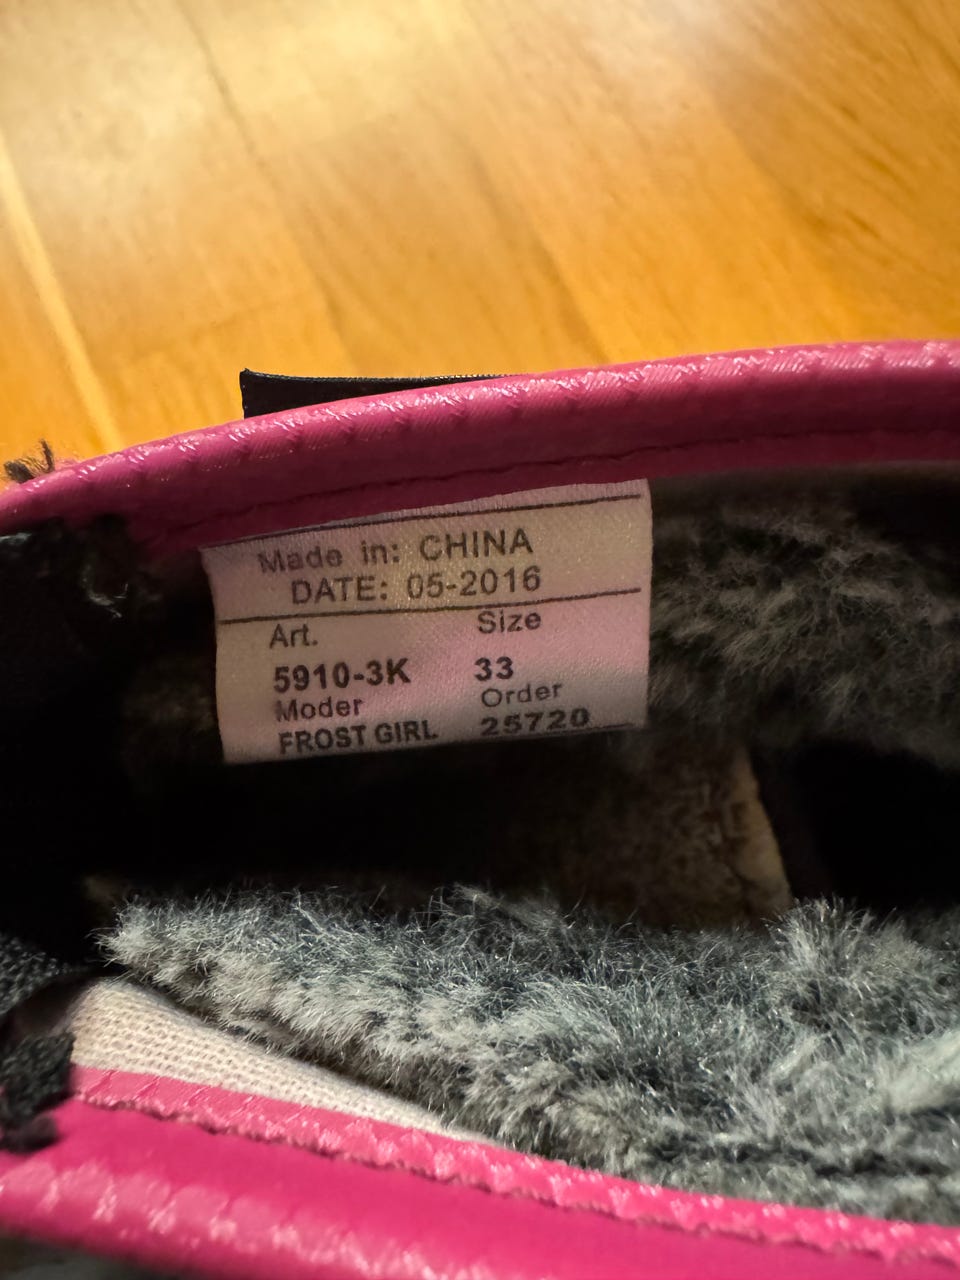 Made in: CHINA
DATE: 05-2016
Art. Size
5910-3K 33
Moder Order
FROST GIRL 25720